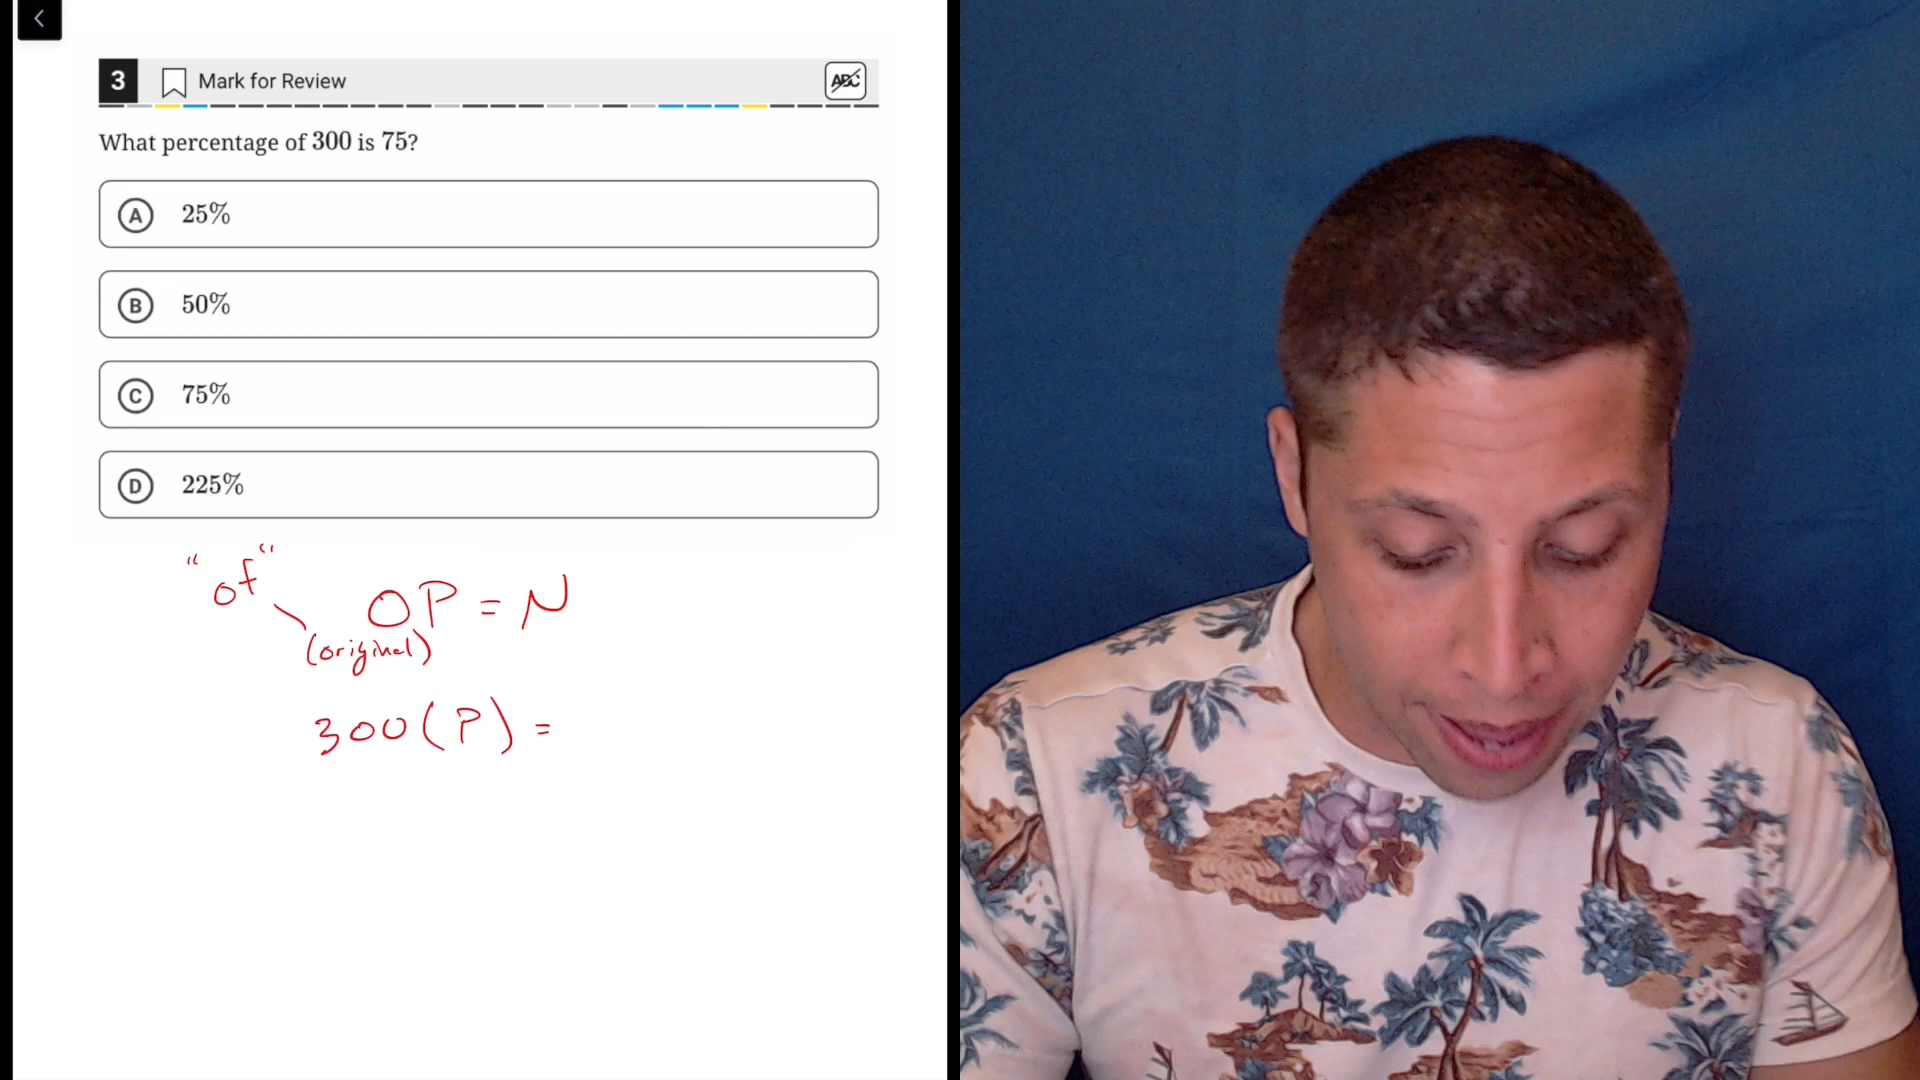 3 Mark for Review ABC
What percentage of 300 is 75?
A 25%
B 50%
C 75%
D 225%
"of" OP = N
(original)
300(P) =